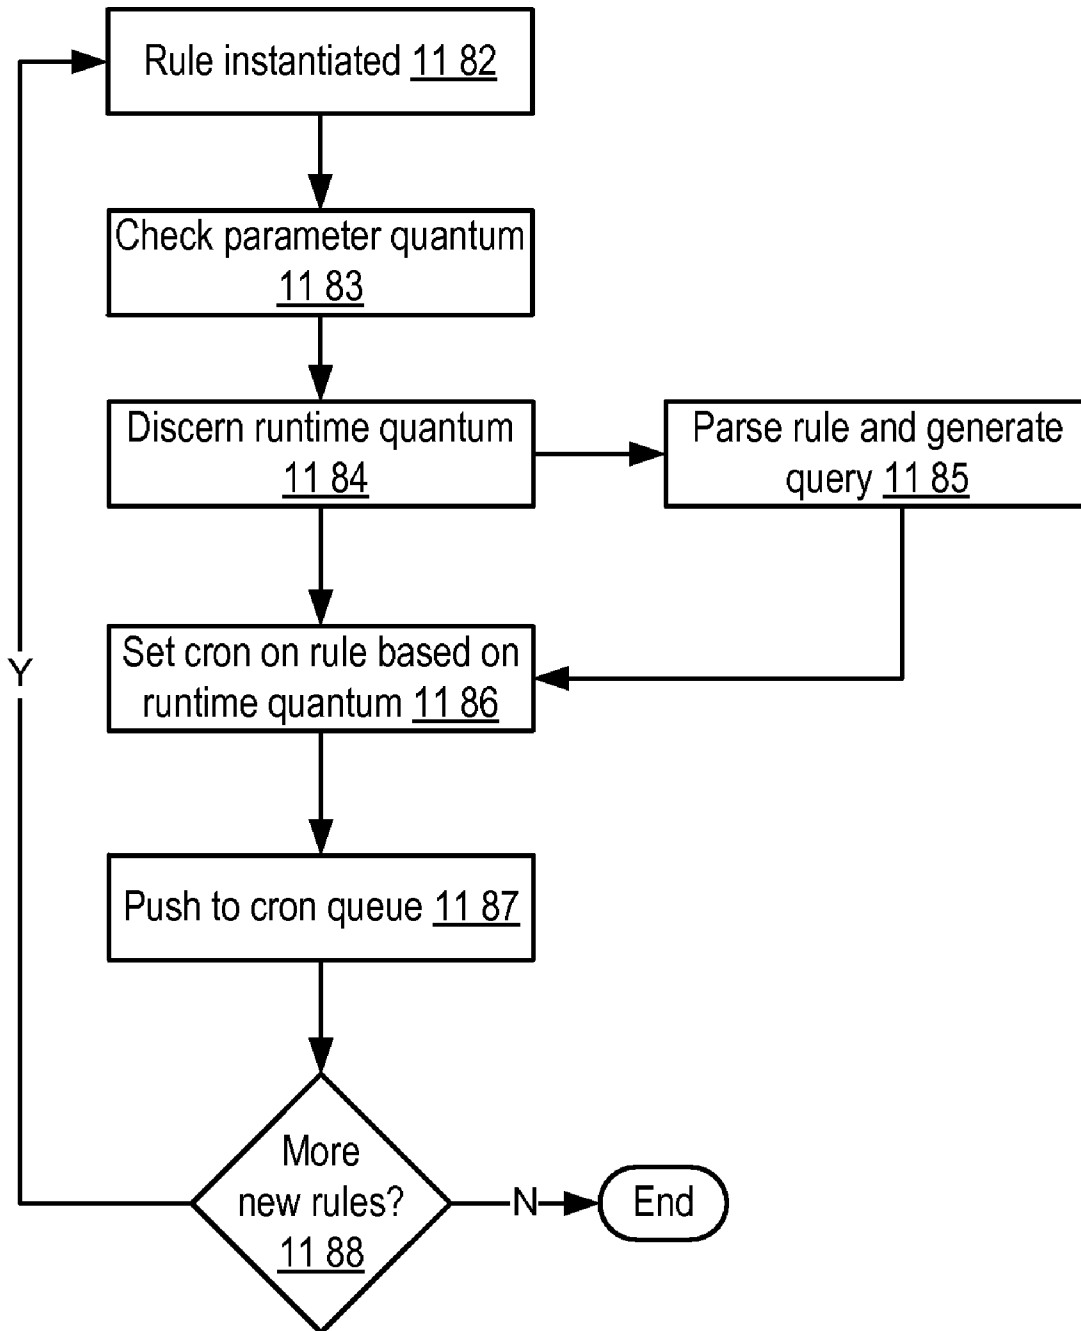 Rule instantiated 11 82
Check parameter quantum
11 83
Discern runtime quantum
11 84
Parse rule and generate
query 11 85
Set cron on rule based on
runtime quantum 11 86
Y
Push to cron queue 11 87
More
new rules?
11 88
N
End